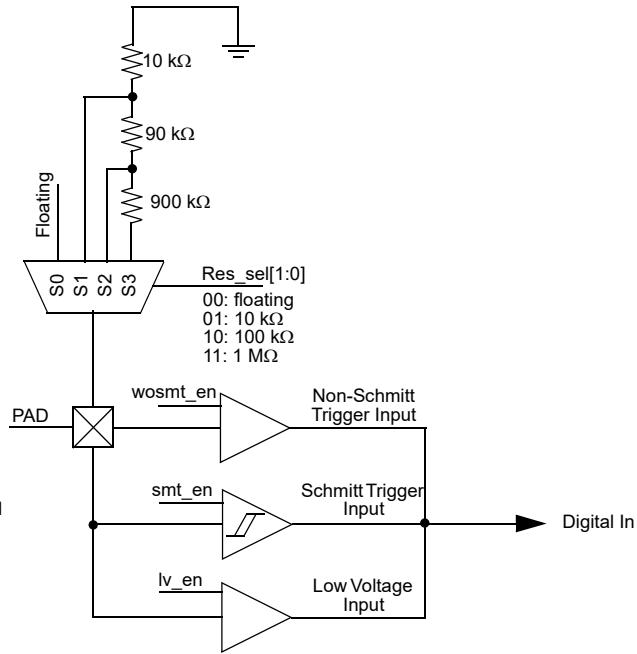 10 kΩ
90 kΩ
900 kΩ
Floating
S0
S1
S2
S3
Res_sel[1:0]
00: floating
01: 10 kΩ
10: 100 kΩ
11: 1 MΩ
PAD
wosmt_en
Non-Schmitt
Trigger Input
smt_en
Schmitt Trigger
Input
Digital In
lv_en
Low Voltage
Input